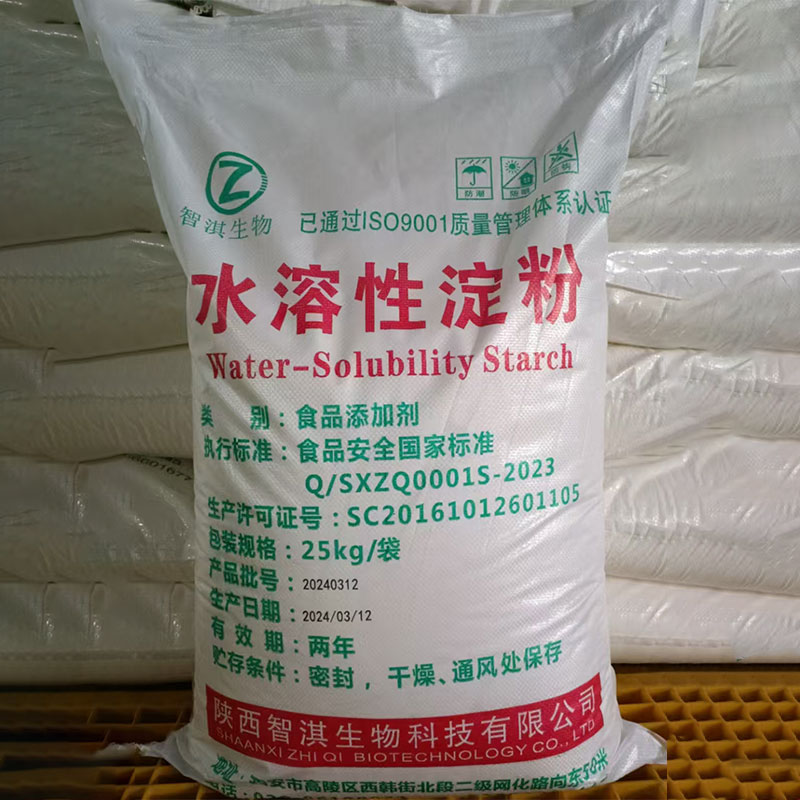 智淇生物
防潮
防晒
已通过ISO9001质量管理体系认证
水溶性淀粉
Water-Solubility Starch
类 别：食品添加剂
执行标准：食品安全国家标准
Q/SXZQ0001S-2023
生产许可证号：SC20161012601105
包装规格：25kg/袋
产品批号：20240312
生产日期：2024/03/12
有 效 期：两年
贮存条件：密封，干燥、通风处保存
陕西智淇生物科技有限公司
SHAANXI ZHI QI BIOTECHNOLOGY CO.,LTD.
安市高陵区西韩街北段二级网化路向东50米